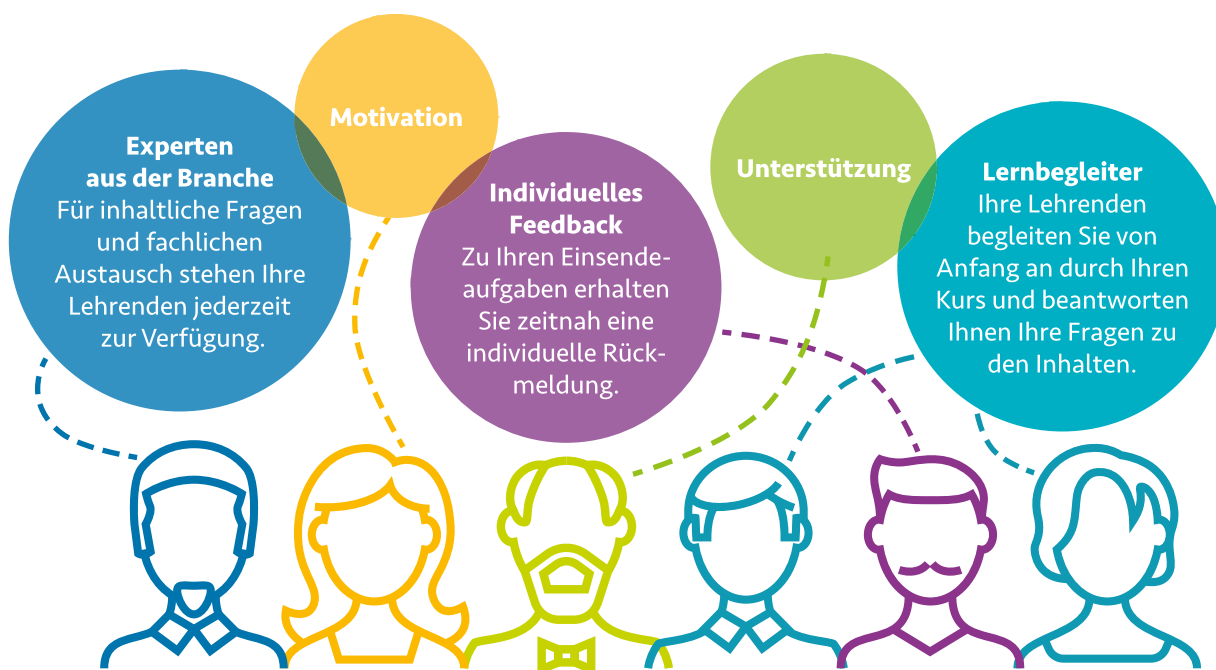 Experten
aus der Branche
Für inhaltliche Fragen
und fachlichen
Austausch stehen Ihre
Lehrenden jederzeit
zur Verfügung.
Motivation
Individuelles
Feedback
Zu Ihren Einsende-
aufgaben erhalten
Sie zeitnah eine
individuelle Rück-
meldung.
Unterstützung
Lernbegleiter
Ihre Lehrenden
begleiten Sie von
Anfang an durch Ihren
Kurs und beantworten
Ihnen Ihre Fragen zu
den Inhalten.